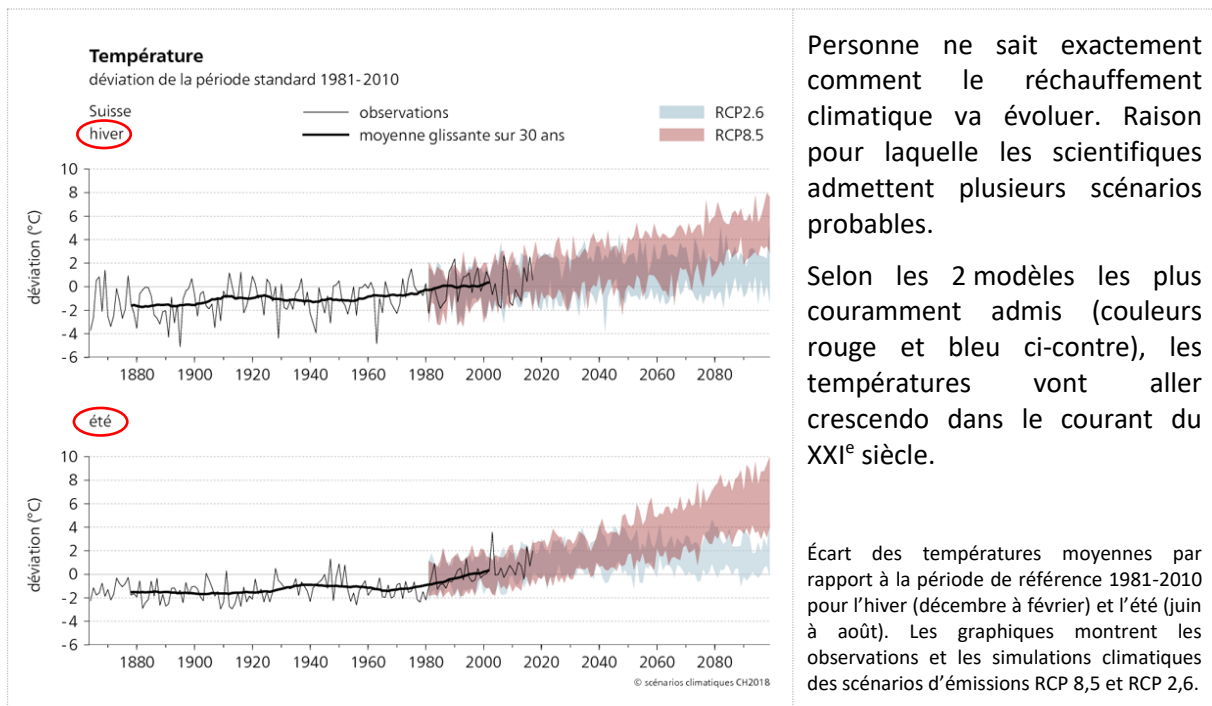 Température
déviation de la période standard 1981-2010
Suisse
hiver
observations
moyenne glissante sur 30 ans
RCP2.6
RCP8.5
déviation (°C)
10
8
6
4
2
0
-2
-4
-6
1880 1900 1920 1940 1960 1980 2000 2020 2040 2060 2080
été
déviation (°C)
10
8
6
4
2
0
-2
-4
-6
1880 1900 1920 1940 1960 1980 2000 2020 2040 2060 2080
© scénarios climatiques CH2018
Personne ne sait exactement
comment le réchauffement
climatique va évoluer. Raison
pour laquelle les scientifiques
admettent plusieurs scénarios
probables.
Selon les 2 modèles les plus
couramment admis (couleurs
rouge et bleu ci-contre), les
températures vont aller
crescendo dans le courant du
XXIe siècle.
Écart des températures moyennes par
rapport à la période de référence 1981-2010
pour l’hiver (décembre à février) et l’été (juin
à août). Les graphiques montrent les
observations et les simulations climatiques
des scénarios d’émissions RCP 8,5 et RCP 2,6.